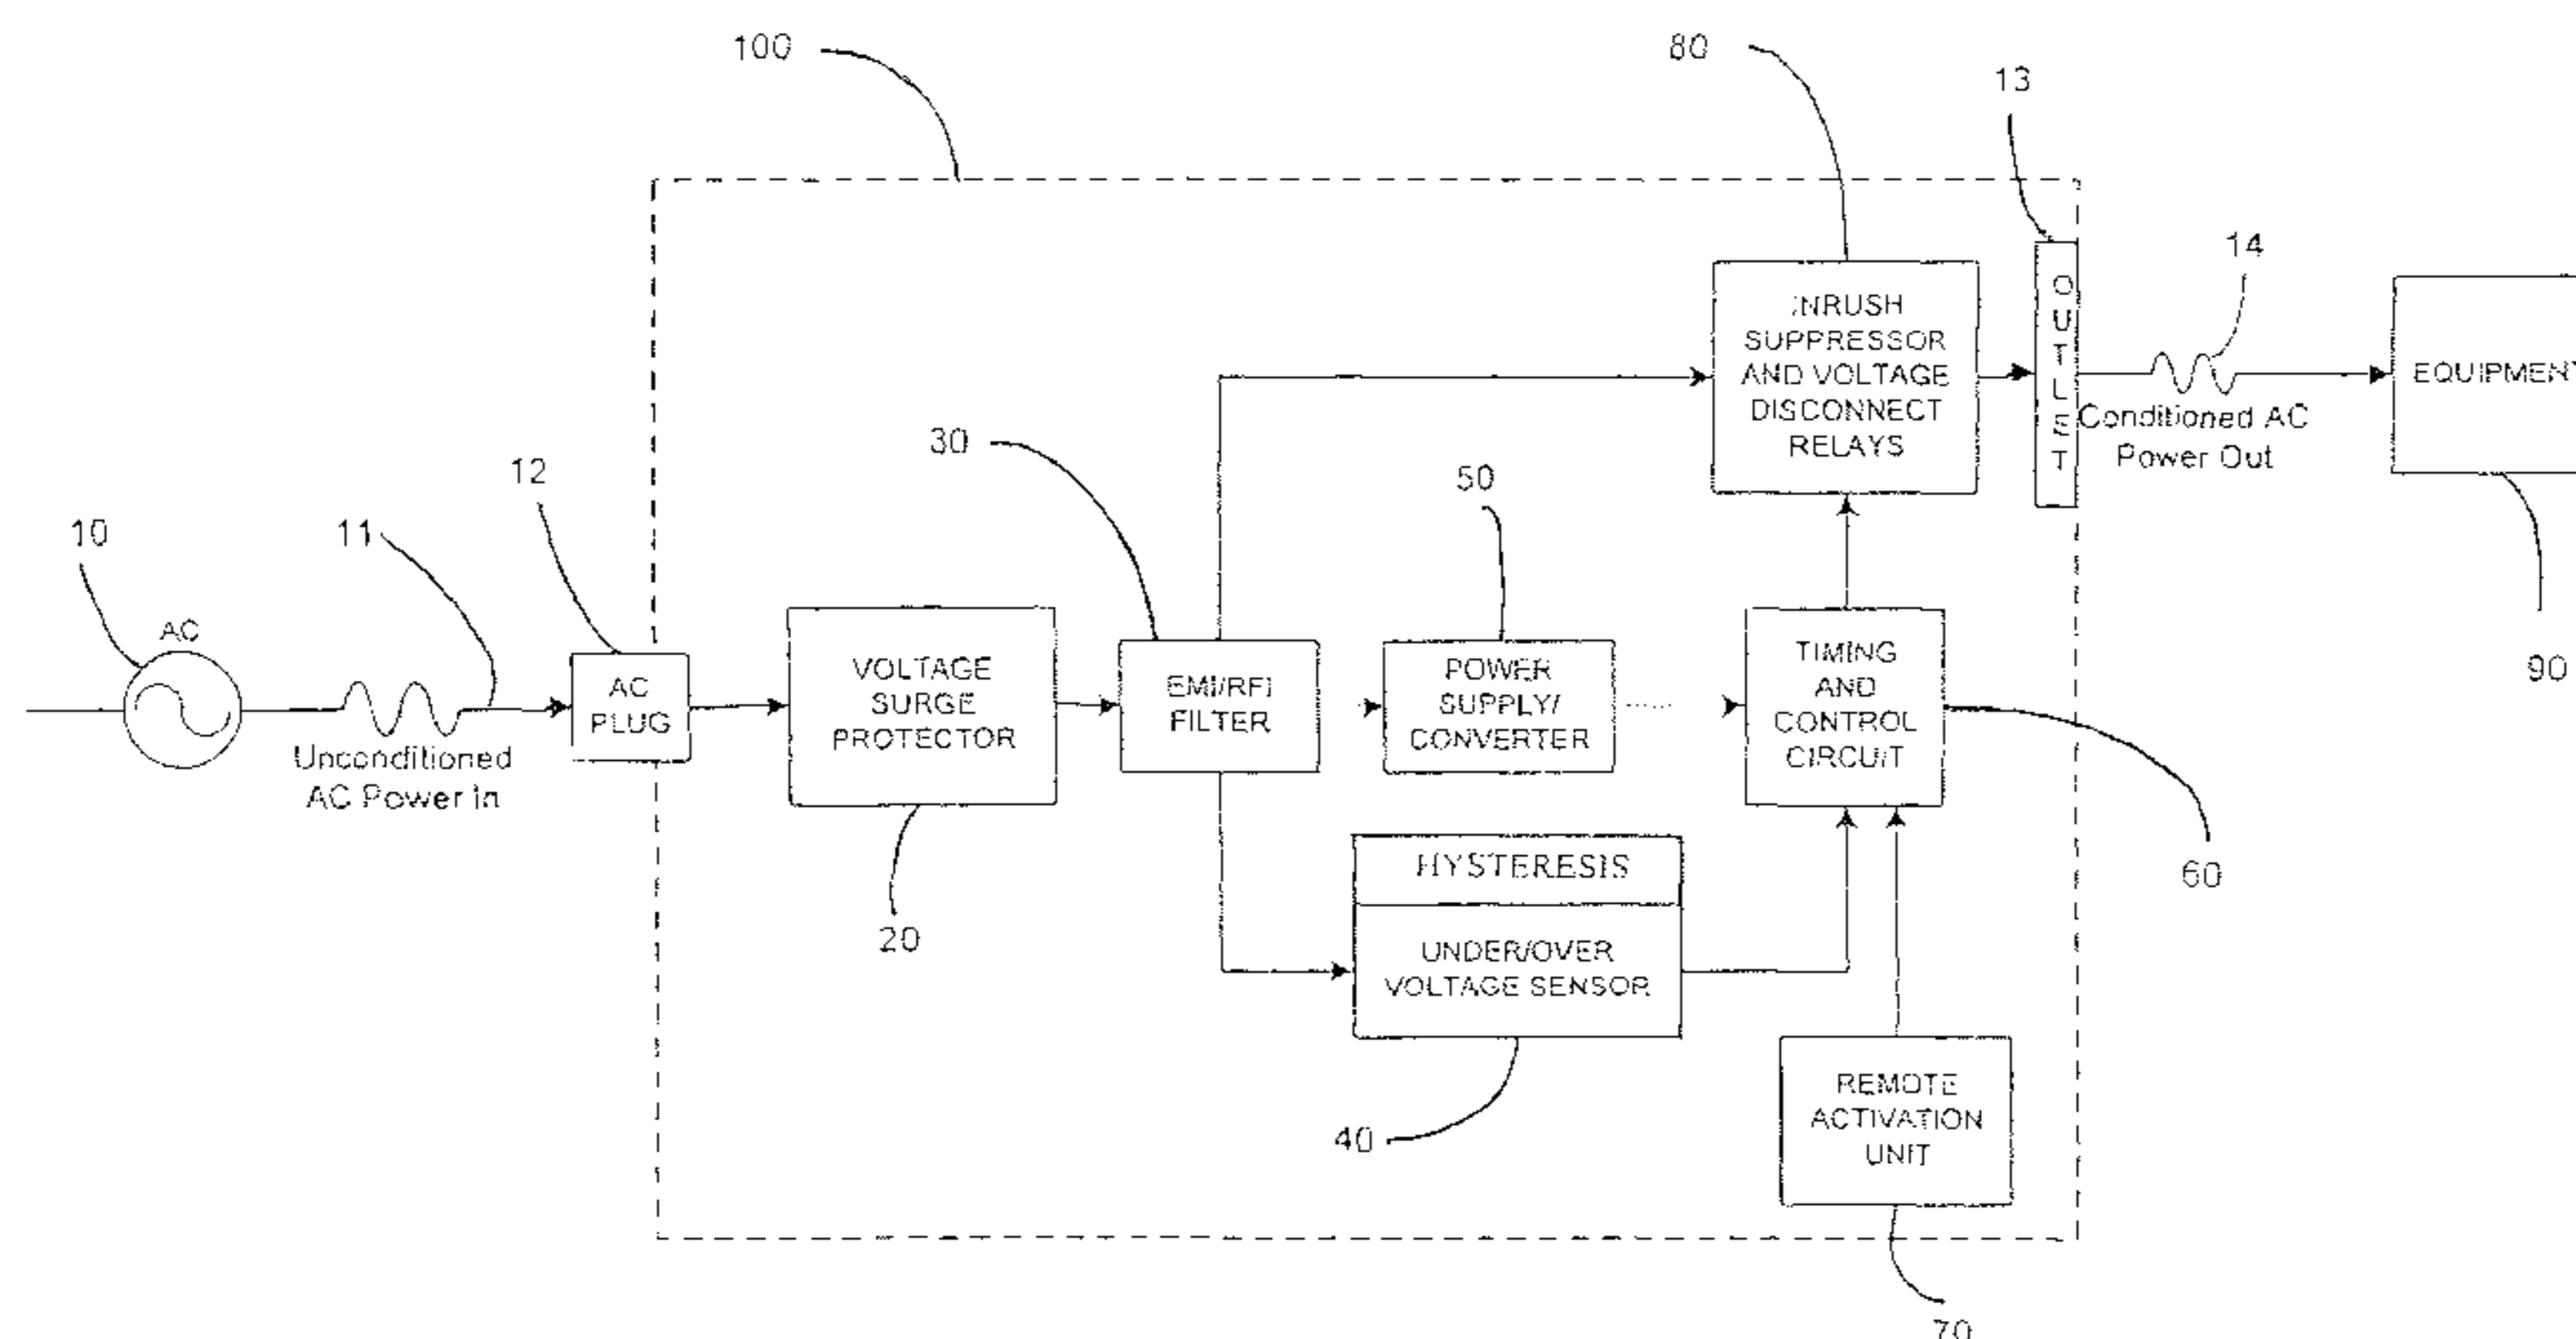 100
80
13
14
INRUSH
SUPPRESSOR
AND VOLTAGE
DISCONNECT
RELAYS
OUTLET
Conditioned AC
Power Out
EQUIPMENT
90
30
50
12
10
11
AC
Unconditioned
AC Power In
AC
PLUG
VOLTAGE
SURGE
PROTECTOR
EMI/RFI
FILTER
POWER
SUPPLY/
CONVERTER
TIMING
AND
CONTROL
CIRCUIT
60
20
HYSTERESIS
UNDER/OVER
VOLTAGE SENSOR
40
REMOTE
ACTIVATION
UNIT
70